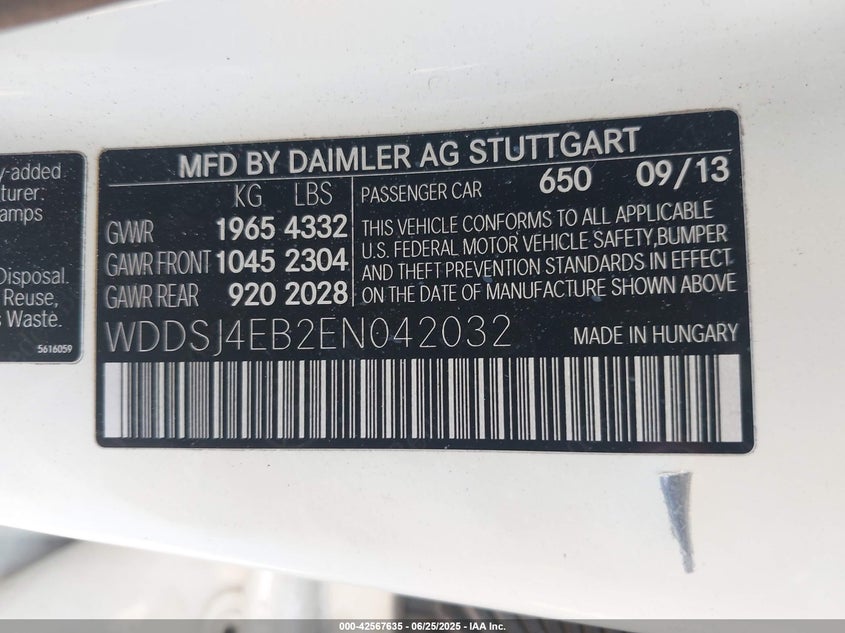 y-added
turer:
amps
Disposal.
Reuse,
s Waste.
5616059
MFD BY DAIMLER AG STUTTGART
KG LBS
GVWR 1965 4332
GAWR FRONT 1045 2304
GAWR REAR 920 2028
PASSENGER CAR 650 09/13
THIS VEHICLE CONFORMS TO ALL APPLICABLE
U.S. FEDERAL MOTOR VEHICLE SAFETY,BUMPER
AND THEFT PREVENTION STANDARDS IN EFFECT
ON THE DATE OF MANUFACTURE SHOWN ABOVE
WDDSJ4EB2EN042032 MADE IN HUNGARY
000-42567635 - 06/25/2025 - IAA Inc.